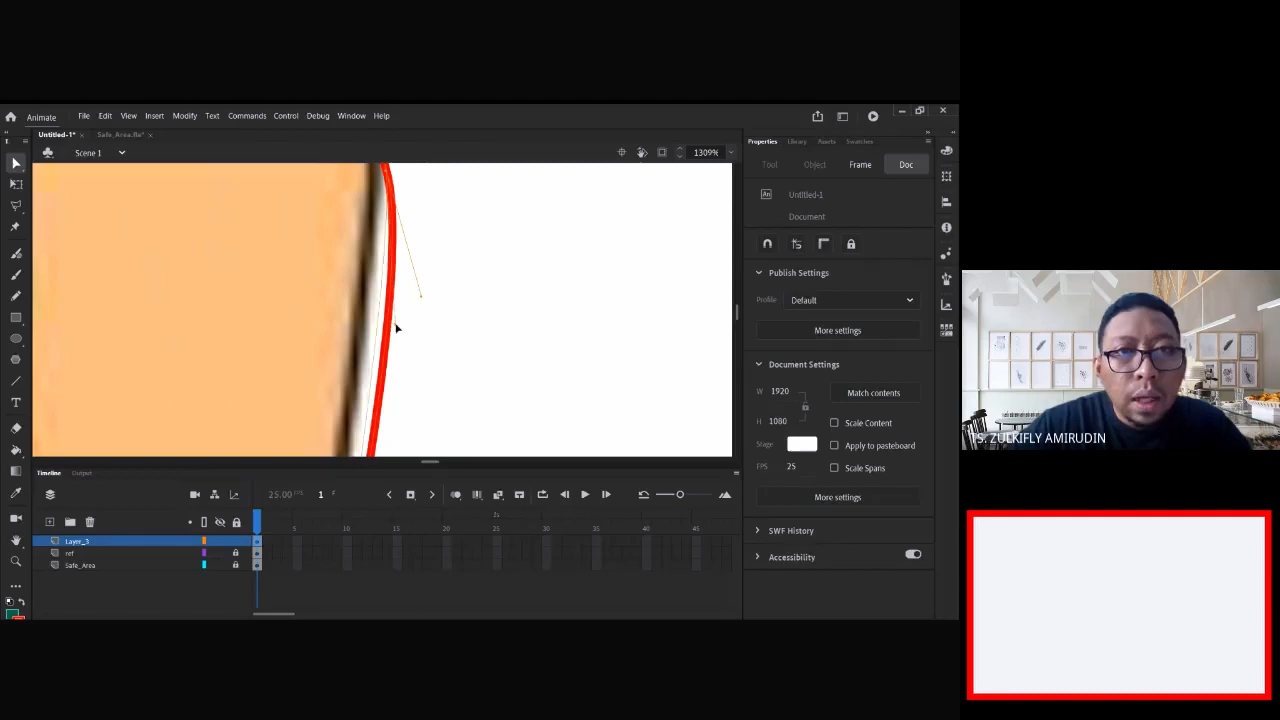 Animate File Edit View Insert Modify Text Commands Control Debug Window Help
Untitled-1* × Safe_Area.fla* ×
Scene 1 1309%
Properties Library Assets Swatches
Tool Object Frame Doc
An Untitled-1
Document
Publish Settings
Profile Default
More settings
Document Settings
W 1920 Match contents
H 1080 Scale Content
Stage Apply to pasteboard
FPS 25 Scale Spans
More settings
SWF History
Accessibility
Timeline Output
25.00 FPS 1 F
1s
5 10 15 20 25 30 35 40 45
Layer_3
ref
Safe_Area
TS. ZULKIFLY AMIRUDIN